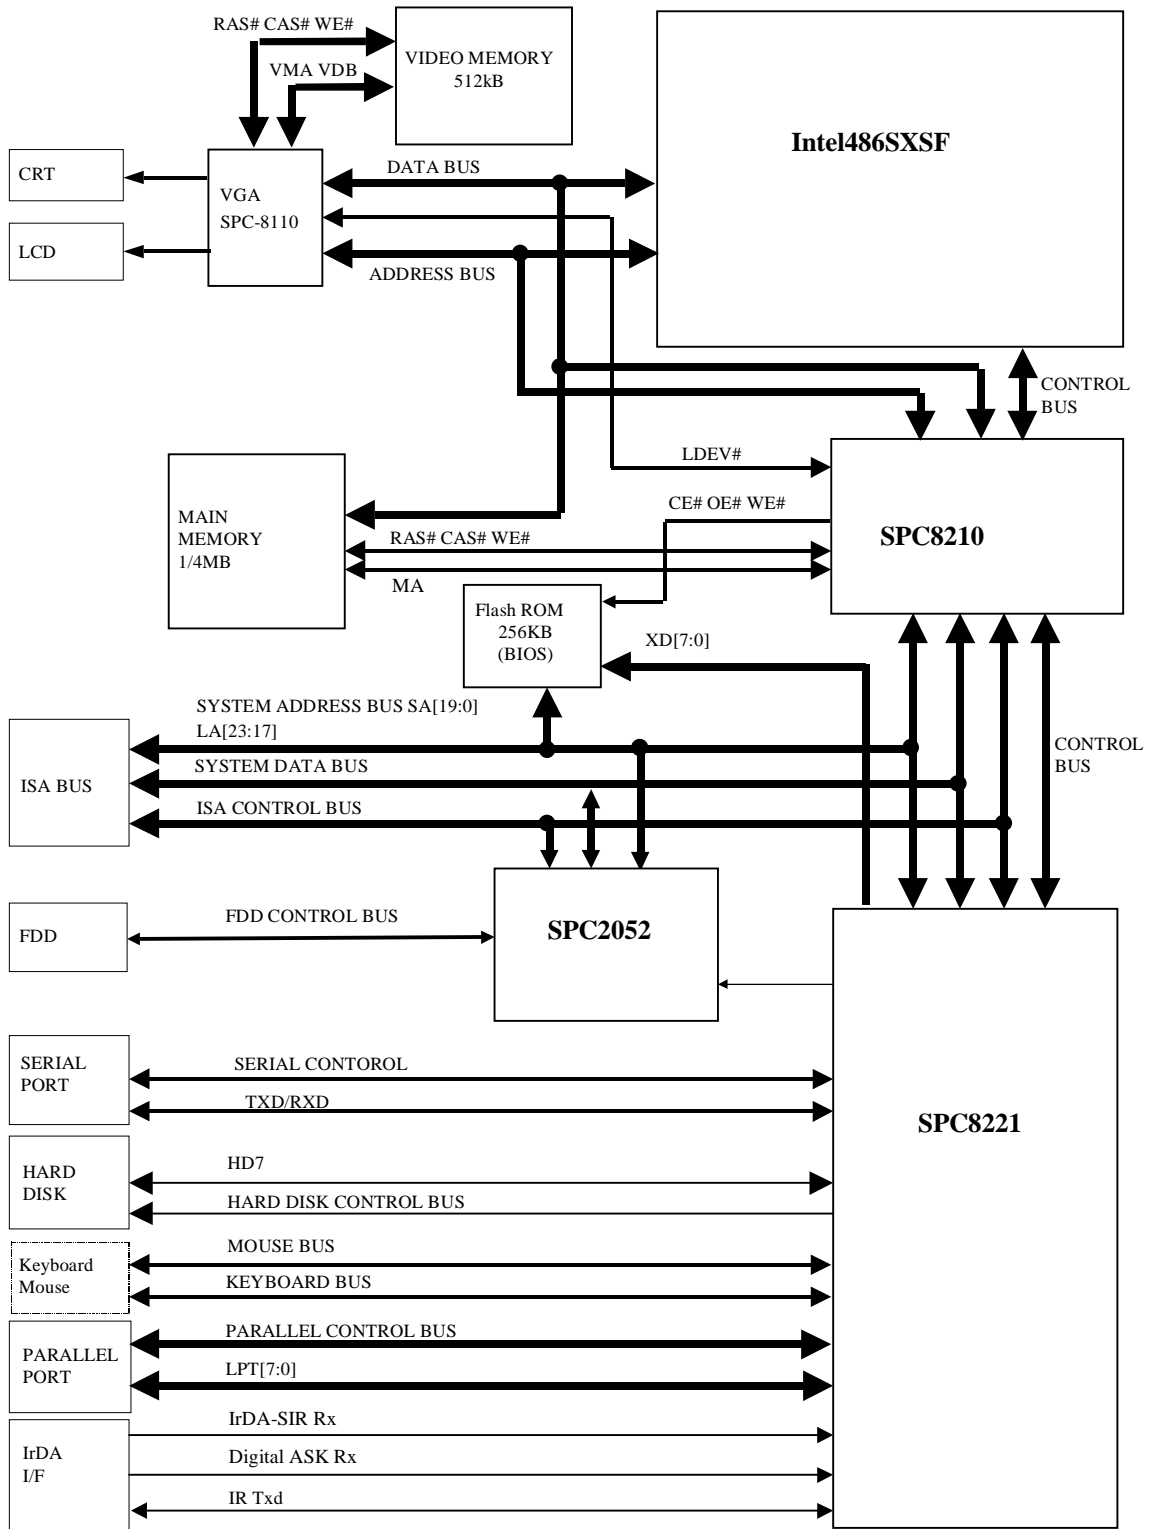 RAS# CAS# WE#
VIDEO MEMORY
512kB
VMA VDB
Intel486SXSF
CRT
DATA BUS
VGA
SPC-8110
LCD
ADDRESS BUS
CONTROL
BUS
LDEV#
CE# OE# WE#
MAIN
MEMORY
1/4MB
RAS# CAS# WE#
SPC8210
MA
Flash ROM
256KB
(BIOS)
XD[7:0]
SYSTEM ADDRESS BUS SA[19:0]
LA[23:17]
CONTROL
BUS
SYSTEM DATA BUS
ISA BUS
ISA CONTROL BUS
FDD CONTROL BUS
FDD
SPC2052
SERIAL
PORT
SERIAL CONTOROL
TXD/RXD
SPC8221
HARD
DISK
HD7
HARD DISK CONTROL BUS
Keyboard
Mouse
MOUSE BUS
KEYBOARD BUS
PARALLEL
PORT
PARALLEL CONTROL BUS
LPT[7:0]
IrDA
I/F
IrDA-SIR Rx
Digital ASK Rx
IR Txd